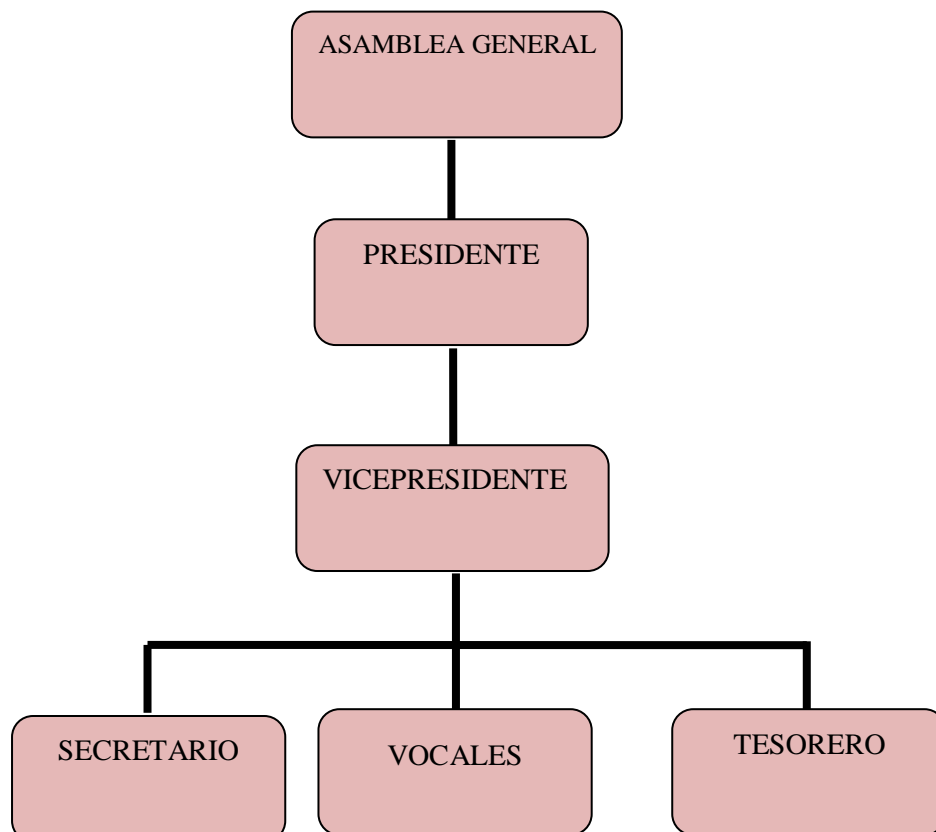 ASAMBLEA GENERAL
PRESIDENTE
VICEPRESIDENTE
SECRETARIO
VOCALES
TESORERO